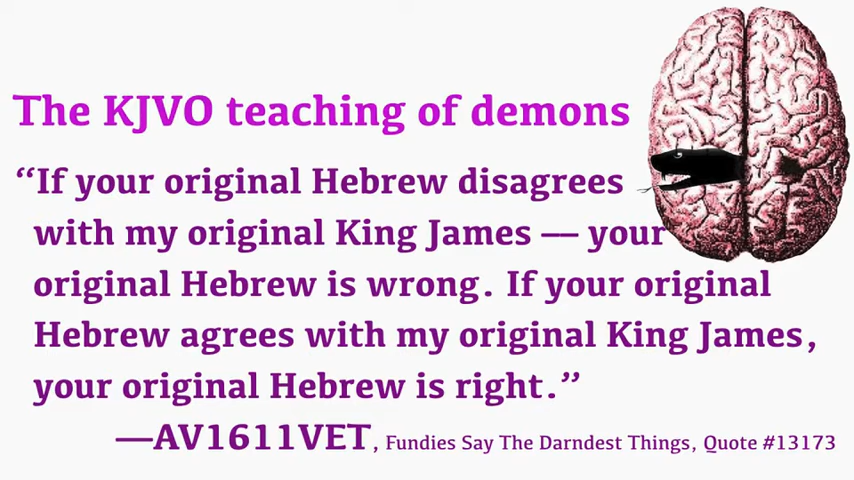 The KJVO teaching of demons
“If your original Hebrew disagrees
with my original King James –– your
original Hebrew is wrong. If your original
Hebrew agrees with my original King James,
your original Hebrew is right.”
—AV1611VET, Fundies Say The Darndest Things, Quote #13173